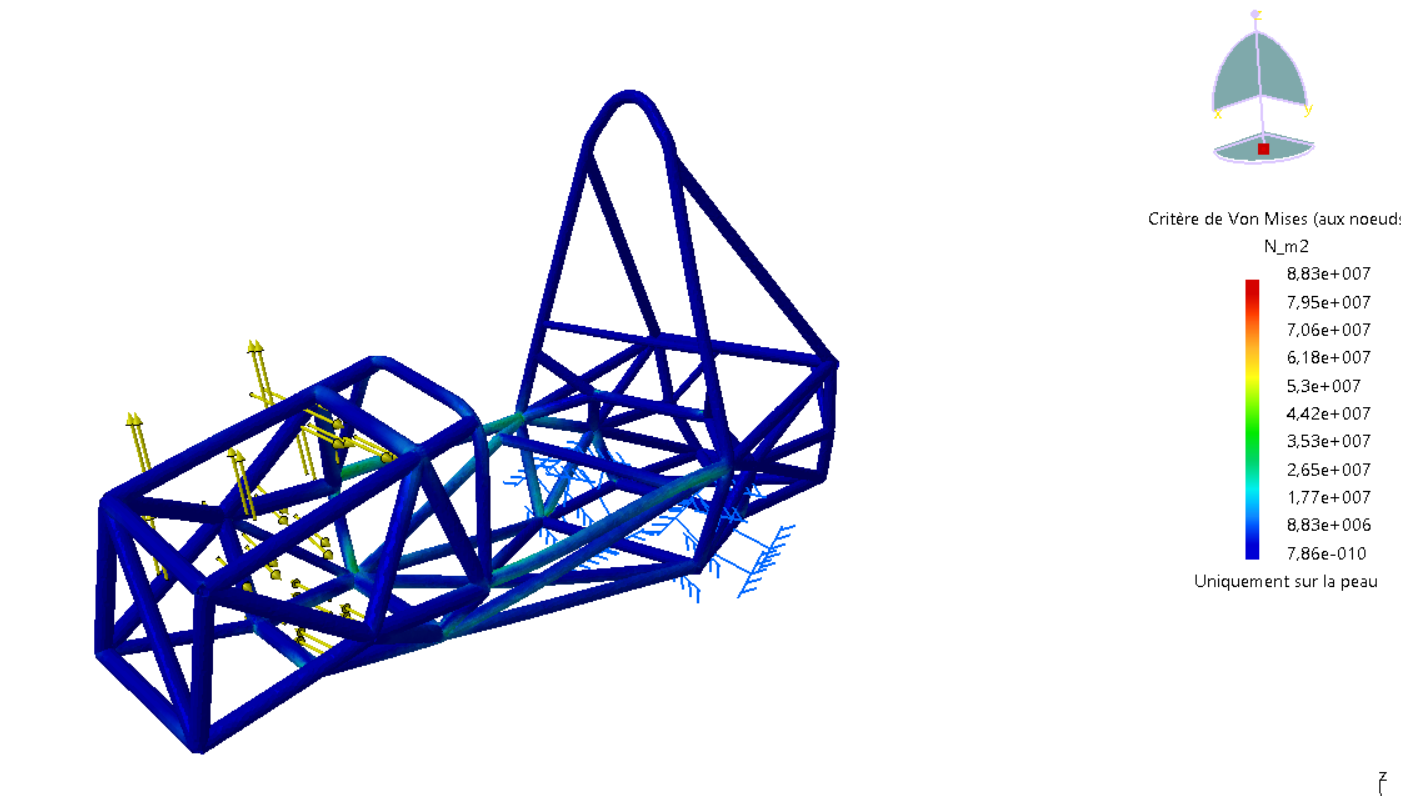 z
x
y
Critère de Von Mises (aux noeuds
N_m2
8,83e+007
7,95e+007
7,06e+007
6,18e+007
5,3e+007
4,42e+007
3,53e+007
2,65e+007
1,77e+007
8,83e+006
7,86e-010
Uniquement sur la peau
z